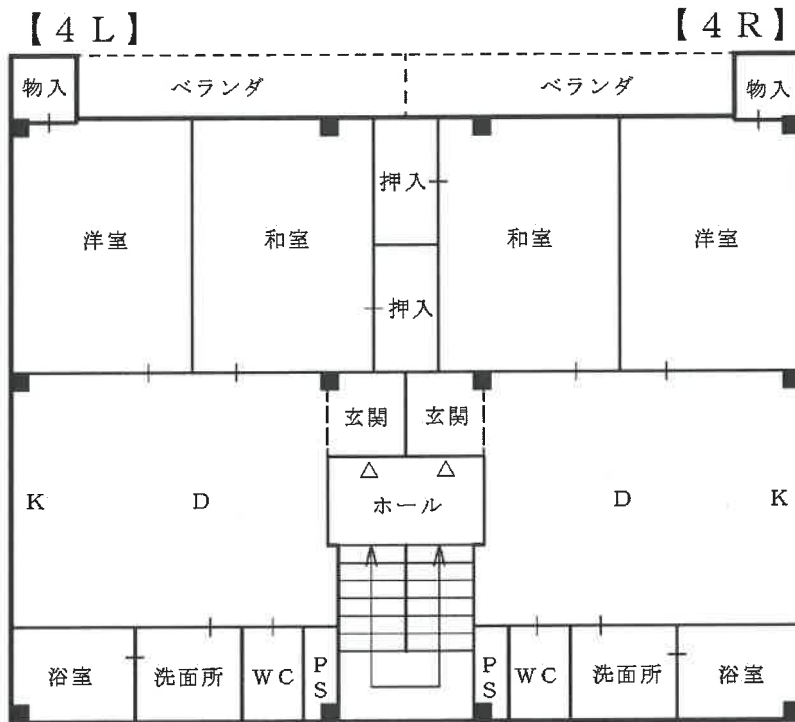 【4L】 【4R】
物入 ベランダ ベランダ 物入
押入
洋室 和室 和室 洋室
押入
玄関 玄関
K D ホール D K
浴室 洗面所 WC PS PS WC 洗面所 浴室